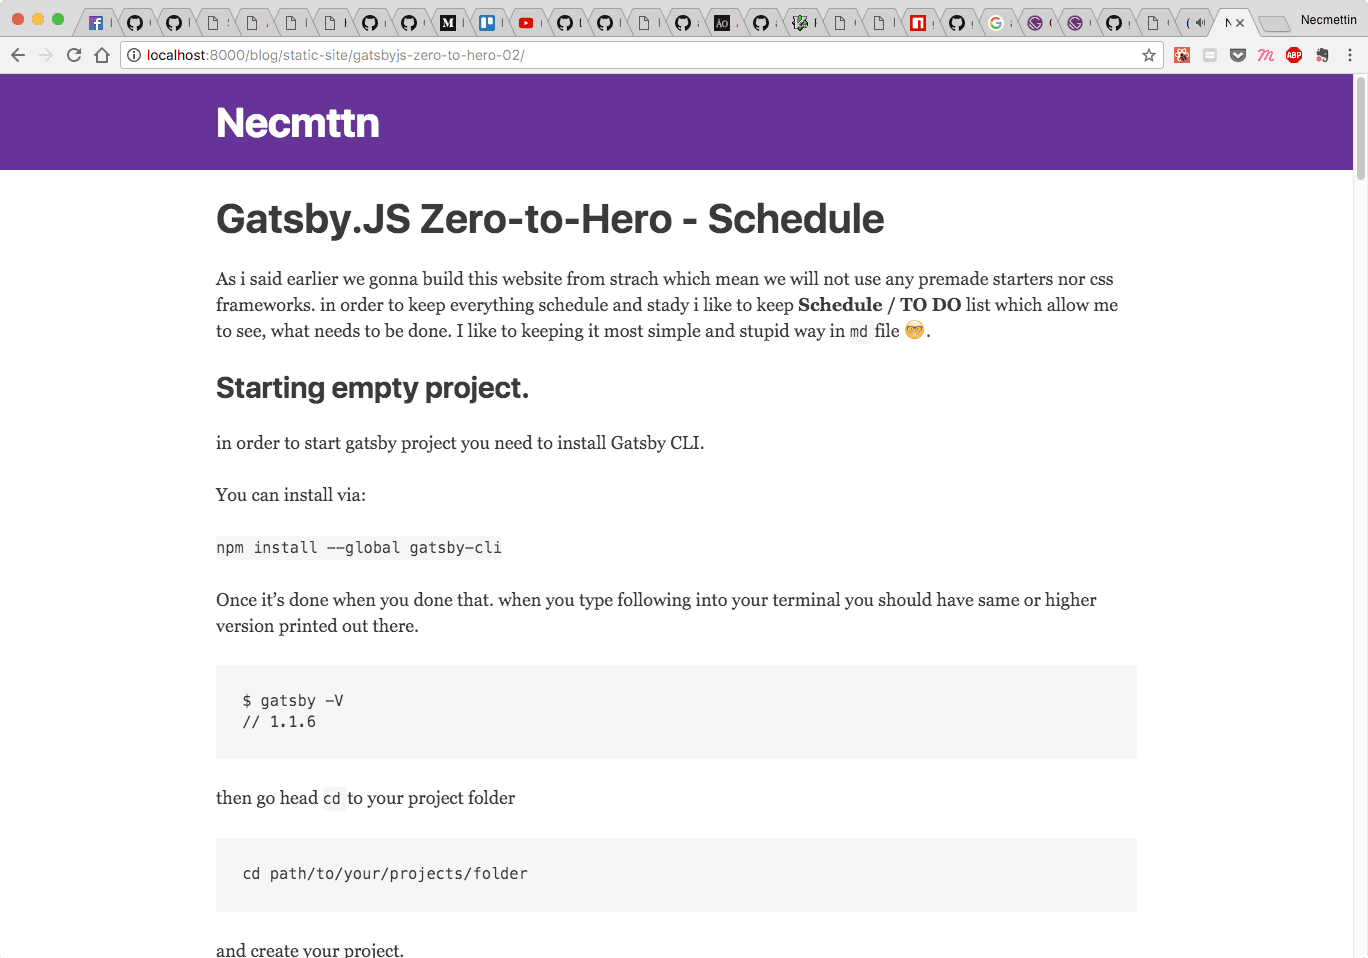 Necmettin
localhost:8000/blog/static-site/gatsbyjs-zero-to-hero-02/
ABP
Necmttn
Gatsby.JS Zero-to-Hero - Schedule
As i said earlier we gonna build this website from strach which mean we will not use any premade starters nor css
frameworks. in order to keep everything schedule and stady i like to keep Schedule / TO DO list which allow me
to see, what needs to be done. I like to keeping it most simple and stupid way in md file 🤓.
Starting empty project.
in order to start gatsby project you need to install Gatsby CLI.
You can install via:
npm install --global gatsby-cli
Once it’s done when you done that. when you type following into your terminal you should have same or higher
version printed out there.
$ gatsby -V
// 1.1.6
then go head cd to your project folder
cd path/to/your/projects/folder
and create your project.